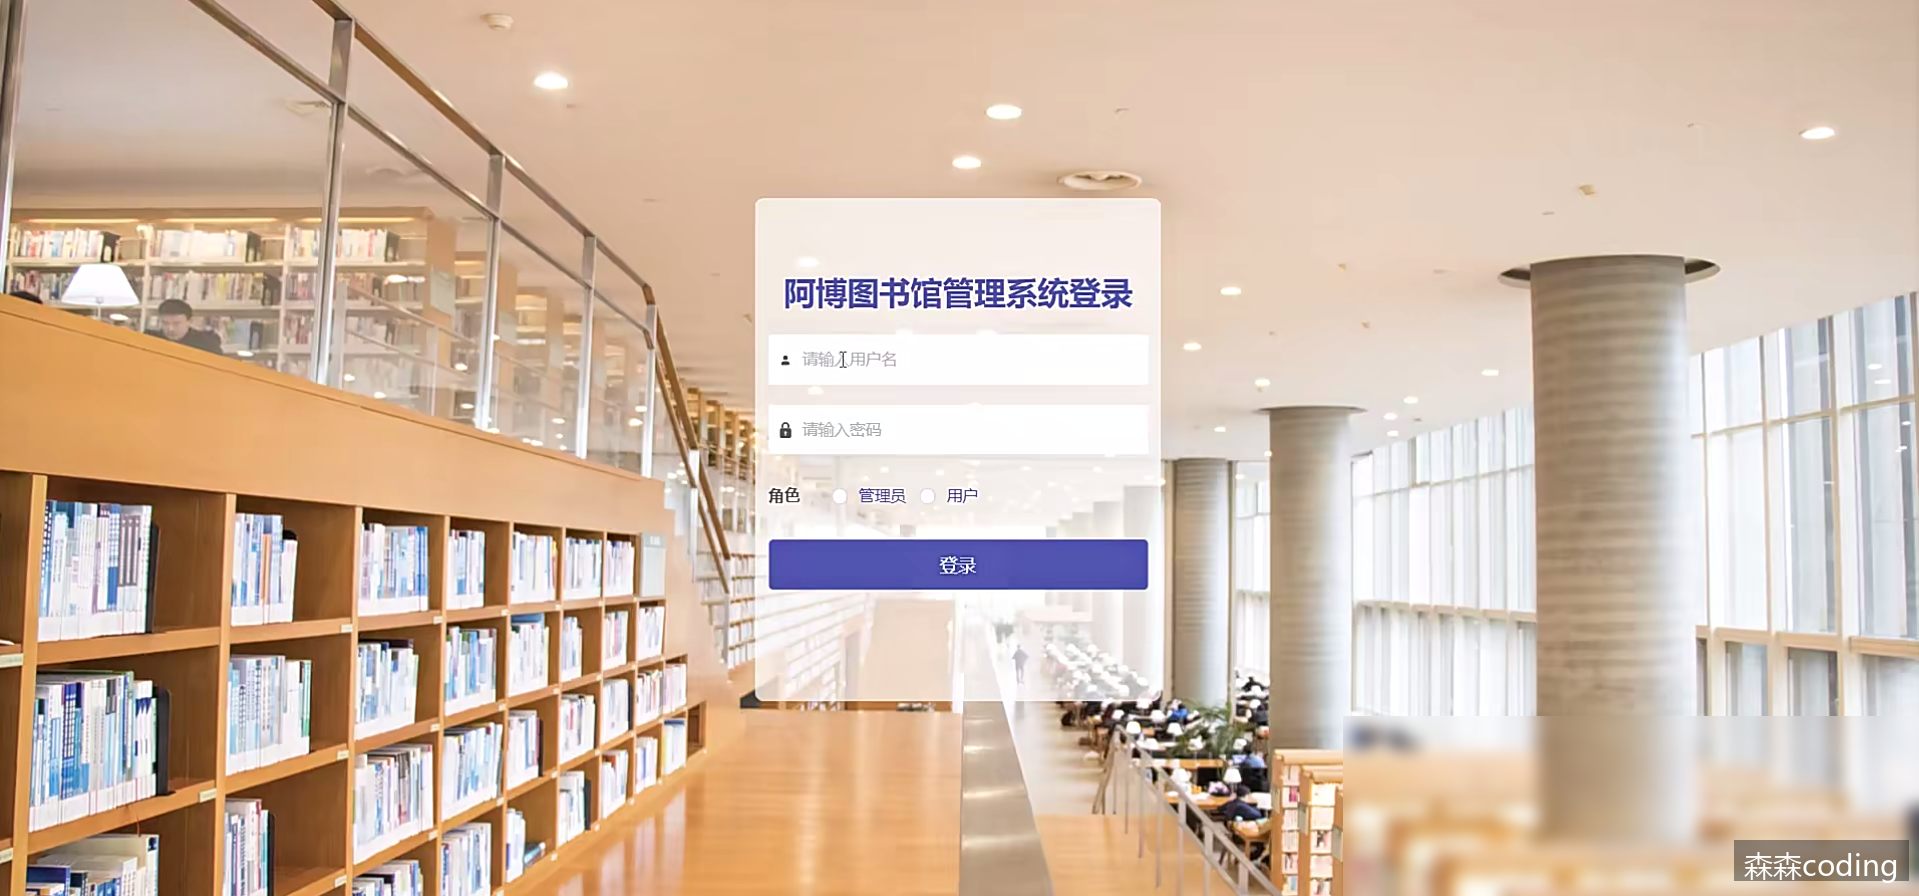 阿博图书馆管理系统登录
请输入用户名
请输入密码
角色 管理员 用户
登录
森森coding